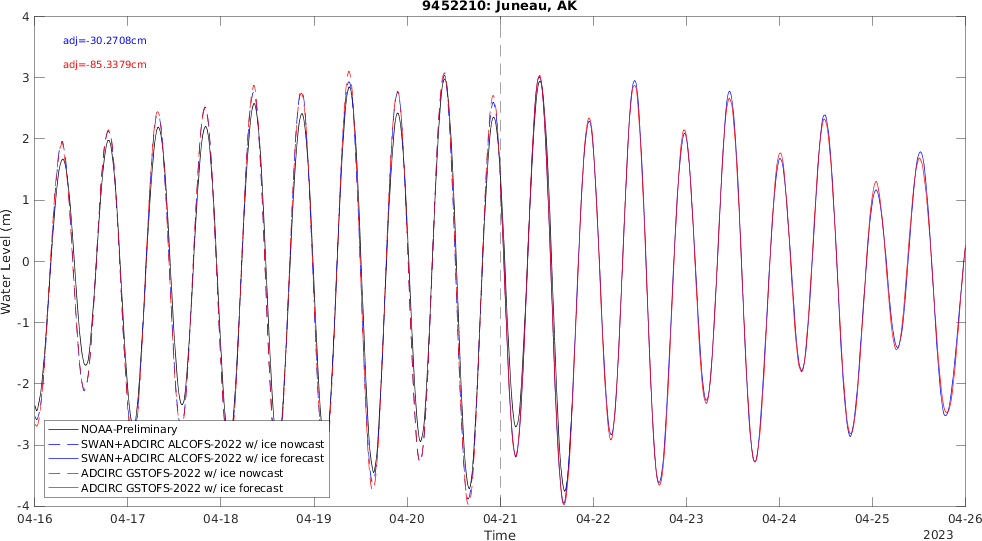 9452210: Juneau, AK
adj=-30.2708cm
adj=-85.3379cm
Water Level (m)
4
3
2
1
0
-1
-2
-3
-4
NOAA-Preliminary
SWAN+ADCIRC ALCOFS-2022 w/ ice nowcast
SWAN+ADCIRC ALCOFS-2022 w/ ice forecast
ADCIRC GSTOFS-2022 w/ ice nowcast
ADCIRC GSTOFS-2022 w/ ice forecast
04-16 04-17 04-18 04-19 04-20 04-21 04-22 04-23 04-24 04-25 04-26
Time
2023